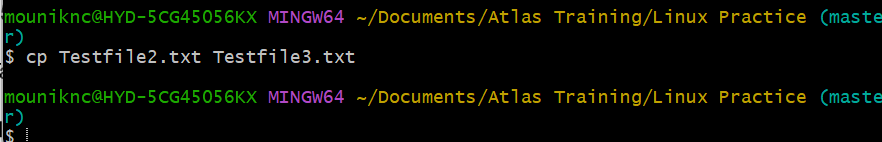 mouniknc@HYD-5CG45056KX MINGW64 ~/Documents/Atlas Training/Linux Practice (maste
r)
$ cp Testfile2.txt Testfile3.txt
mouniknc@HYD-5CG45056KX MINGW64 ~/Documents/Atlas Training/Linux Practice (maste
r)
$